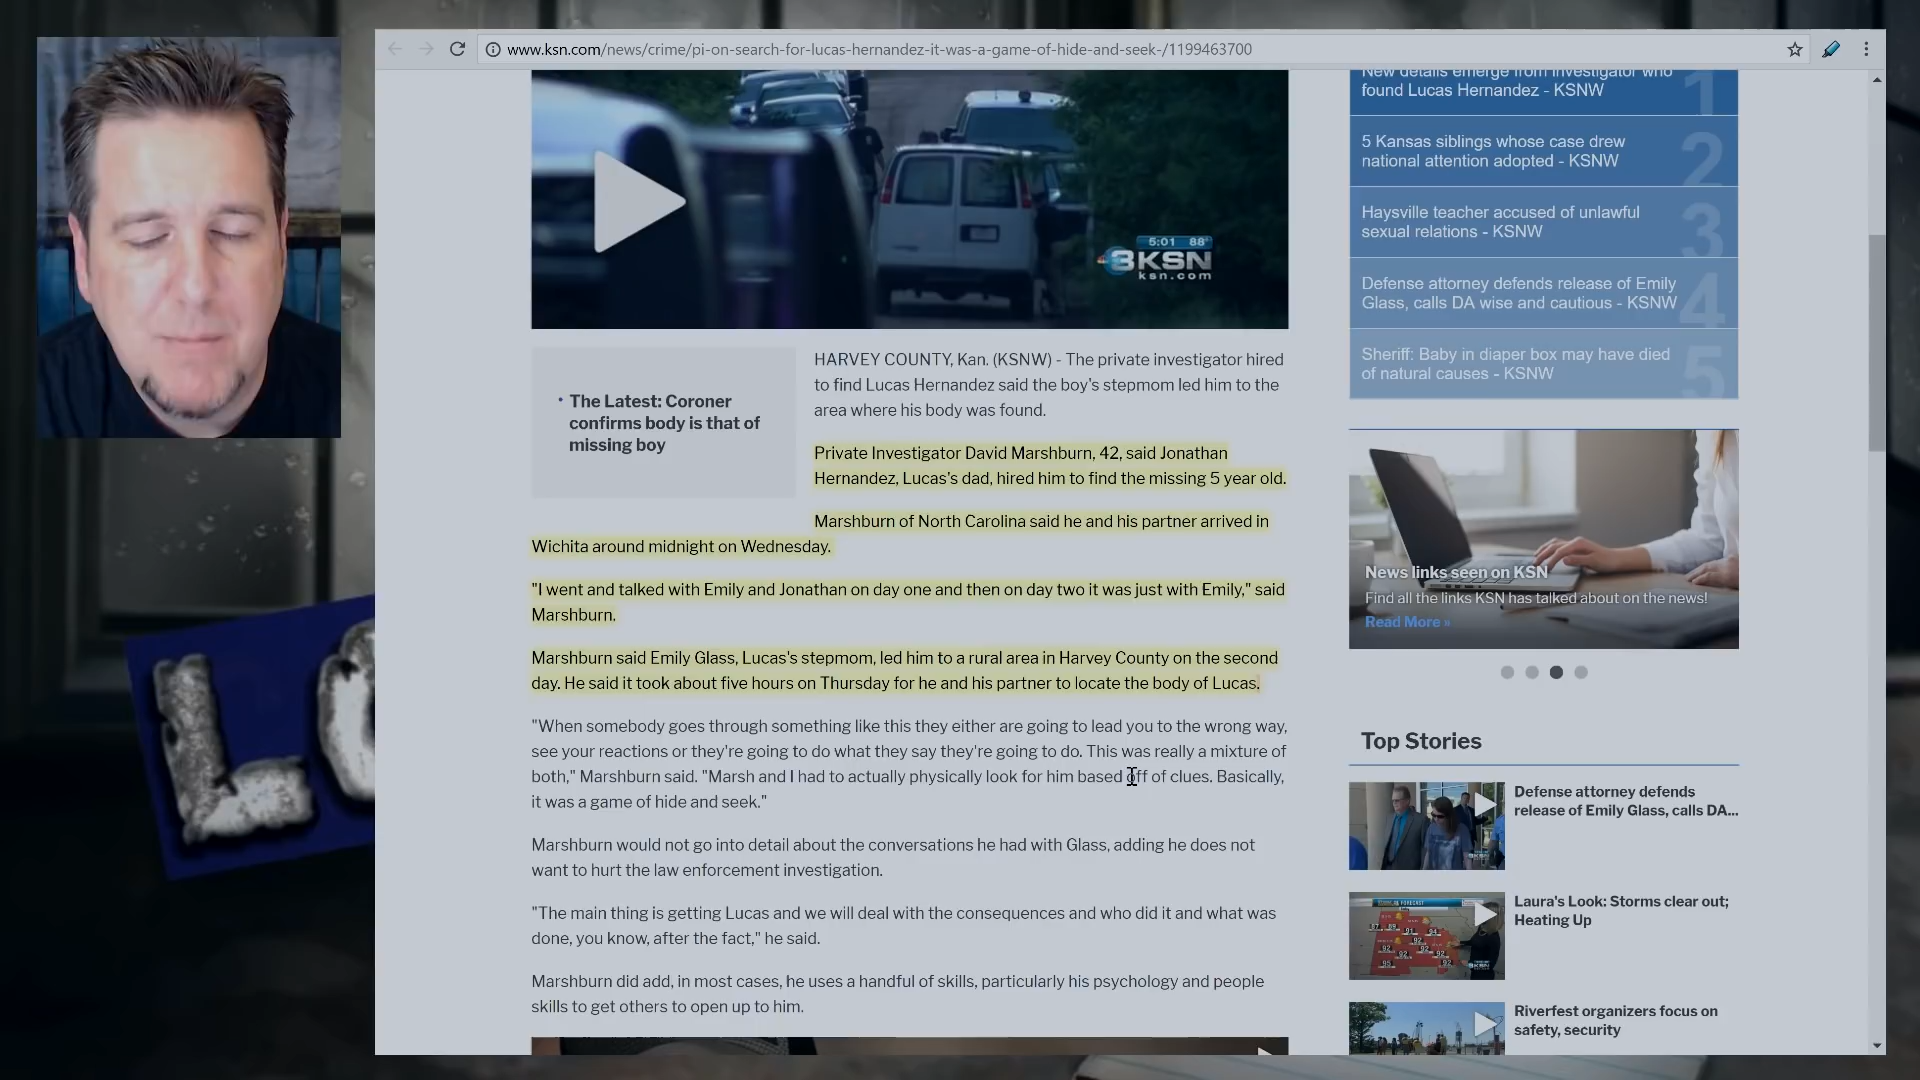 www.ksn.com/news/crime/pi-on-search-for-lucas-hernandez-it-was-a-game-of-hide-and-seek-/1199463700
5:01 88°
3KSN
ksn.com
The Latest: Coroner
confirms body is that of
missing boy
HARVEY COUNTY, Kan. (KSNW) - The private investigator hired
to find Lucas Hernandez said the boy's stepmom led him to the
area where his body was found.
Private Investigator David Marshburn, 42, said Jonathan
Hernandez, Lucas's dad, hired him to find the missing 5 year old.
Marshburn of North Carolina said he and his partner arrived in
Wichita around midnight on Wednesday.
"I went and talked with Emily and Jonathan on day one and then on day two it was just with Emily," said
Marshburn.
Marshburn said Emily Glass, Lucas's stepmom, led him to a rural area in Harvey County on the second
day. He said it took about five hours on Thursday for he and his partner to locate the body of Lucas.
"When somebody goes through something like this they either are going to lead you to the wrong way,
see your reactions or they're going to do what they say they're going to do. This was really a mixture of
both," Marshburn said. "Marsh and I had to actually physically look for him based off of clues. Basically,
it was a game of hide and seek."
Marshburn would not go into detail about the conversations he had with Glass, adding he does not
want to hurt the law enforcement investigation.
"The main thing is getting Lucas and we will deal with the consequences and who did it and what was
done, you know, after the fact," he said.
Marshburn did add, in most cases, he uses a handful of skills, particularly his psychology and people
skills to get others to open up to him.
New details emerge from investigator who
found Lucas Hernandez - KSNW
1
5 Kansas siblings whose case drew
national attention adopted - KSNW
2
Haysville teacher accused of unlawful
sexual relations - KSNW
3
Defense attorney defends release of Emily
Glass, calls DA wise and cautious - KSNW
4
Sheriff: Baby in diaper box may have died
of natural causes - KSNW
5
News links seen on KSN
Find all the links KSN has talked about on the news!
Read More »
Top Stories
Defense attorney defends
release of Emily Glass, calls DA...
Laura's Look: Storms clear out;
Heating Up
Riverfest organizers focus on
safety, security